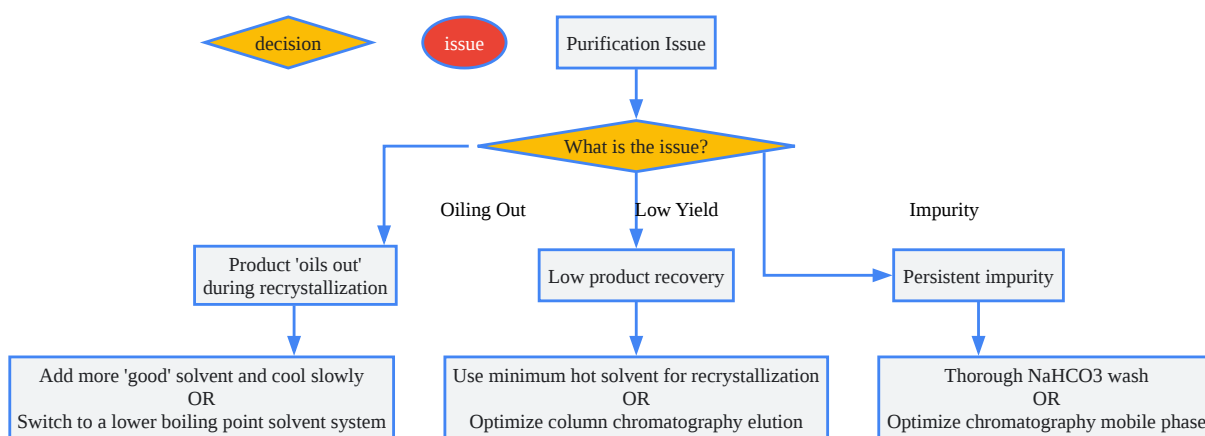 decision
issue
Purification Issue
What is the issue?
Oiling Out
Low Yield
Impurity
Product 'oils out'
during recrystallization
Low product recovery
Persistent impurity
Add more 'good' solvent and cool slowly
OR
Switch to a lower boiling point solvent system
Use minimum hot solvent for recrystallization
OR
Optimize column chromatography elution
Thorough NaHCO3 wash
OR
Optimize chromatography mobile phase